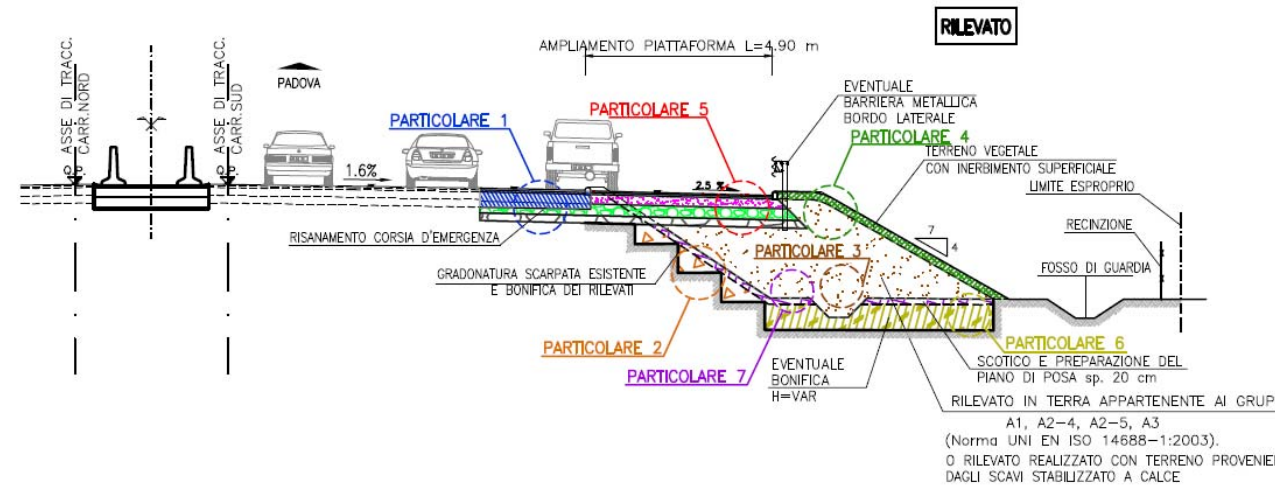 RILEVATO
AMPLIAMENTO PIATTAFORMA L=4.90 m
ASSE DI TRACC.
CARR.NORD
ASSE DI TRACC.
CARR.SUD
PADOVA
EVENTUALE
BARRIERA METALLICA
BORDO LATERALE
PARTICOLARE 1
PARTICOLARE 5
PARTICOLARE 4
TERRENO VEGETALE
CON INERBIMENTO SUPERFICIALE
LIMITE ESPROPRIO
1.6%
2.5 %
RECINZIONE
RISANAMENTO CORSIA D'EMERGENZA
7
4
PARTICOLARE 3
FOSSO DI GUARDIA
GRADONATURA SCARPATA ESISTENTE
E BONIFICA DEI RILEVATI
PARTICOLARE 2
PARTICOLARE 7
EVENTUALE
BONIFICA
H=VAR
PARTICOLARE 6
SCOTICO E PREPARAZIONE DEL
PIANO DI POSA sp. 20 cm
RILEVATO IN TERRA APPARTENENTE AI GRUP
A1, A2-4, A2-5, A3
(Norma UNI EN ISO 14688-1:2003).
O RILEVATO REALIZZATO CON TERRENO PROVENIE
DAGLI SCAVI STABILIZZATO A CALCE